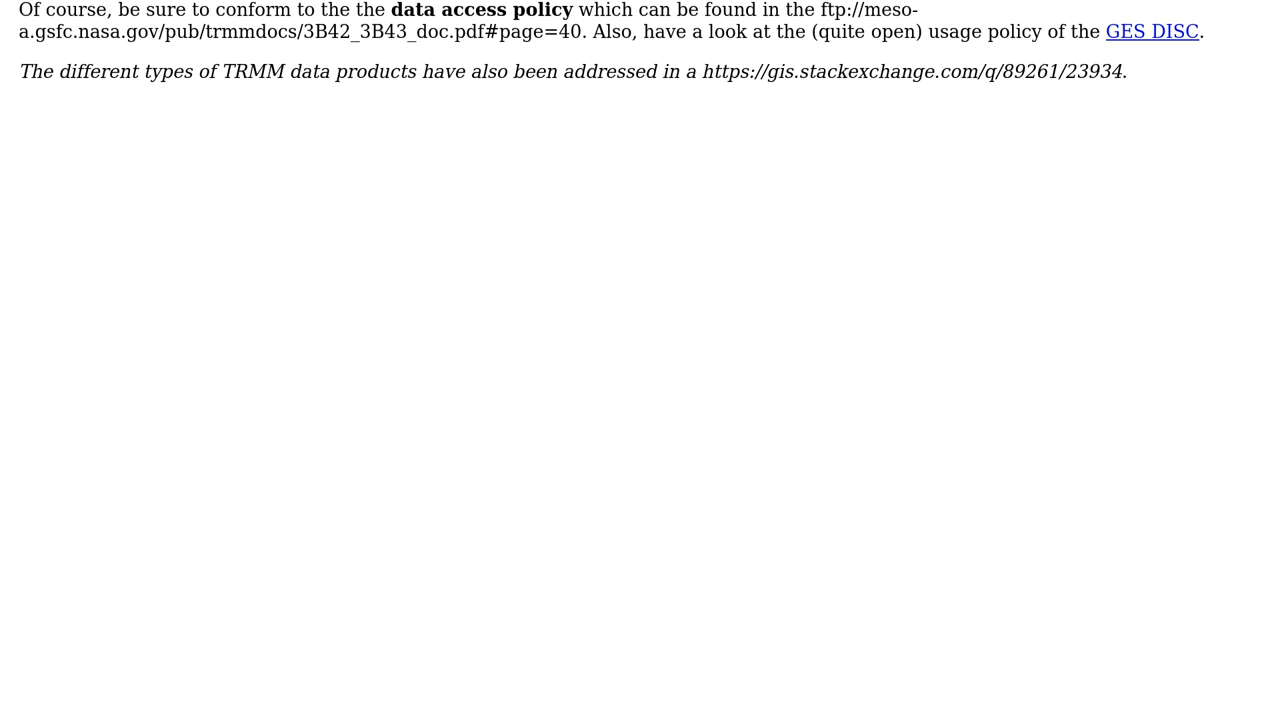 Of course, be sure to conform to the the data access policy which can be found in the ftp://meso-
a.gsfc.nasa.gov/pub/trmmdocs/3B42_3B43_doc.pdf#page=40. Also, have a look at the (quite open) usage policy of the GES DISC.
The different types of TRMM data products have also been addressed in a https://gis.stackexchange.com/q/89261/23934.